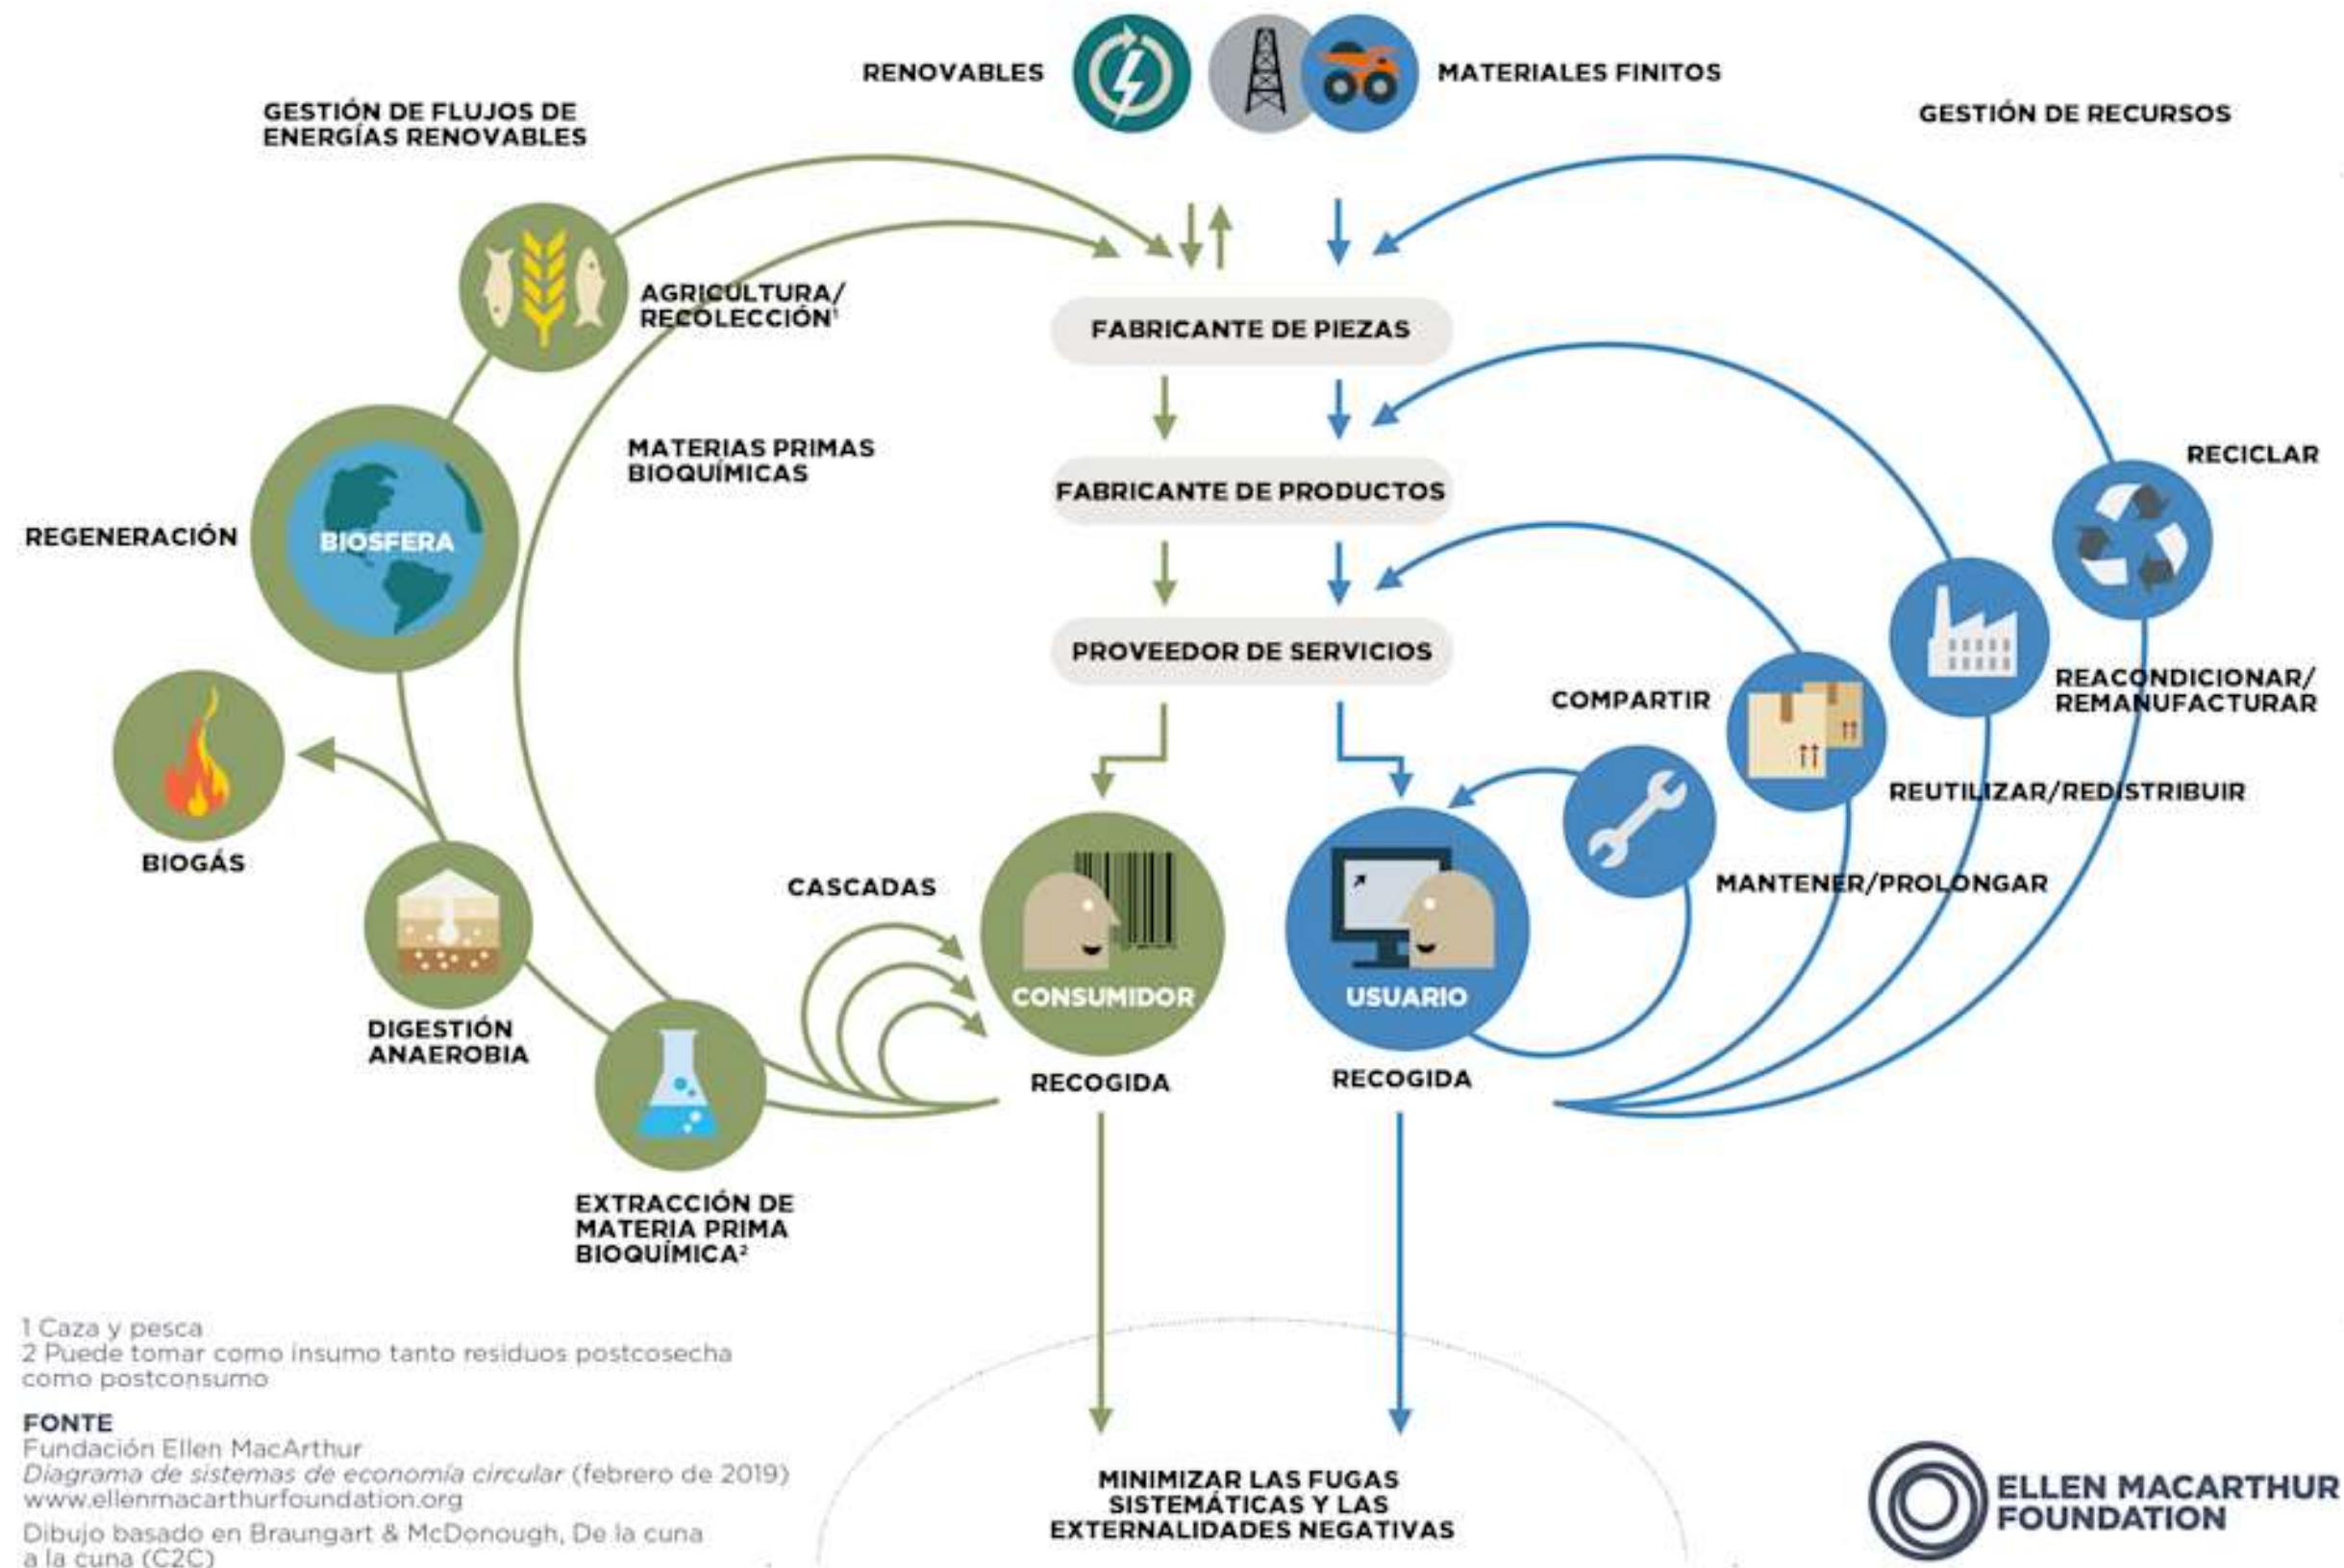 RENOVABLES
MATERIALES FINITOS
GESTIÓN DE FLUJOS DE
ENERGÍAS RENOVABLES
GESTIÓN DE RECURSOS
AGRICULTURA/
RECOLECCIÓN¹
FABRICANTE DE PIEZAS
MATERIAS PRIMAS
BIOQUÍMICAS
RECICLAR
FABRICANTE DE PRODUCTOS
REGENERACIÓN
BIOSFERA
PROVEEDOR DE SERVICIOS
COMPARTIR
REACONDICIONAR/
REMANUFACTURAR
REUTILIZAR/REDISTRIBUIR
BIOGÁS
CASCADAS
MANTENER/PROLONGAR
CONSUMIDOR
USUARIO
DIGESTIÓN
ANAEROBIA
RECOGIDA
RECOGIDA
EXTRACCIÓN DE
MATERIA PRIMA
BIOQUÍMICA²
1 Caza y pesca
2 Puede tomar como insumo tanto residuos postcosecha
como postconsumo
FONTE
Fundación Ellen MacArthur
Diagrama de sistemas de economía circular (febrero de 2019)
www.ellenmacarthurfoundation.org
Dibujo basado en Braungart & McDonough, De la cuna
a la cuna (C2C)
MINIMIZAR LAS FUGAS
SISTEMÁTICAS Y LAS
EXTERNALIDADES NEGATIVAS
ELLEN MACARTHUR
FOUNDATION